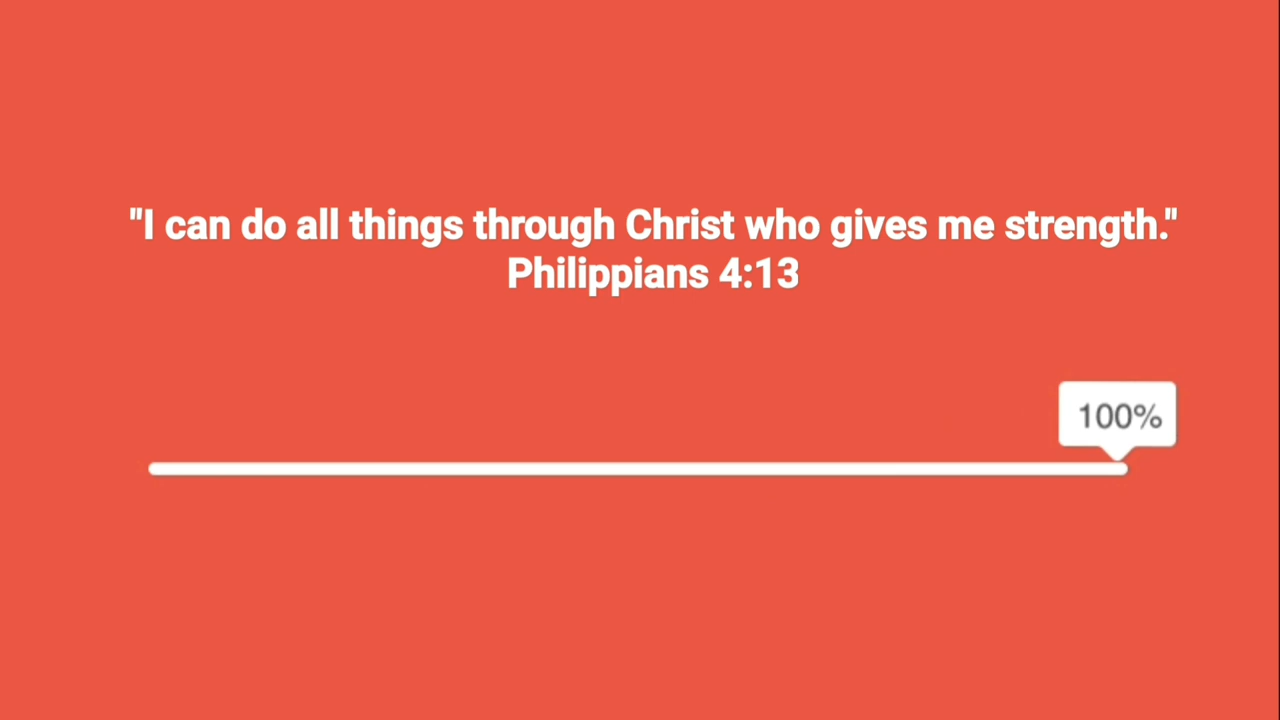 "I can do all things through Christ who gives me strength."
Philippians 4:13
100%